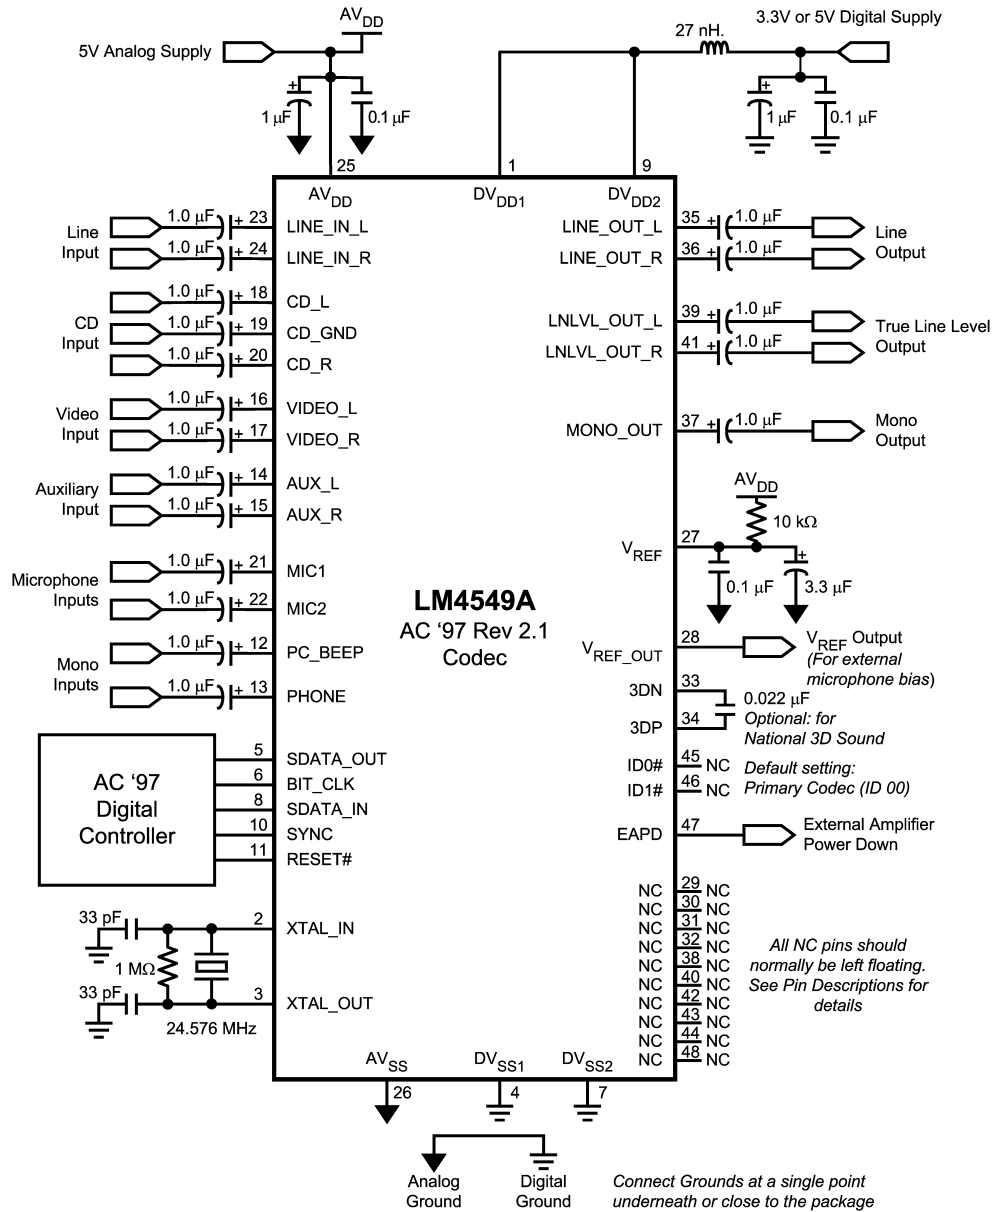 AVDD
5V Analog Supply
27 nH.
3.3V or 5V Digital Supply
+
1 µF
0.1 µF
+
1 µF
0.1 µF
25
1
9
AVDD
DVDD1
DVDD2
Line
Input
1.0 µF + 23 LINE_IN_L
1.0 µF + 24 LINE_IN_R
CD
Input
1.0 µF + 18 CD_L
1.0 µF + 19 CD_GND
1.0 µF + 20 CD_R
Video
Input
1.0 µF + 16 VIDEO_L
1.0 µF + 17 VIDEO_R
Auxiliary
Input
1.0 µF + 14 AUX_L
1.0 µF + 15 AUX_R
Microphone
Inputs
1.0 µF + 21 MIC1
1.0 µF + 22 MIC2
Mono
Inputs
1.0 µF + 12 PC_BEEP
1.0 µF + 13 PHONE
AC ‘97
Digital
Controller
5 SDATA_OUT
6 BIT_CLK
8 SDATA_IN
10 SYNC
11 RESET#
33 pF
2 XTAL_IN
1 MΩ
33 pF
3 XTAL_OUT
24.576 MHz
LM4549A
AC ‘97 Rev 2.1
Codec
LINE_OUT_L 35 + 1.0 µF
LINE_OUT_R 36 + 1.0 µF
Line
Output
LNLVL_OUT_L 39 + 1.0 µF
LNLVL_OUT_R 41 + 1.0 µF
True Line Level
Output
MONO_OUT 37 + 1.0 µF
Mono
Output
AVDD
10 kΩ
VREF 27
0.1 µF
+
3.3 µF
VREF_OUT 28
VREF Output
(For external
microphone bias)
3DN 33
3DP 34
0.022 µF
Optional: for
National 3D Sound
ID0# 45 NC
ID1# 46 NC
Default setting:
Primary Codec (ID 00)
EAPD 47
External Amplifier
Power Down
NC 29 NC
NC 30 NC
NC 31 NC
NC 32 NC
NC 38 NC
NC 40 NC
NC 42 NC
NC 43 NC
NC 44 NC
NC 48 NC
All NC pins should
normally be left floating.
See Pin Descriptions for
details
AVSS
DVSS1
DVSS2
26
4
7
Analog
Ground
Digital
Ground
Connect Grounds at a single point
underneath or close to the package